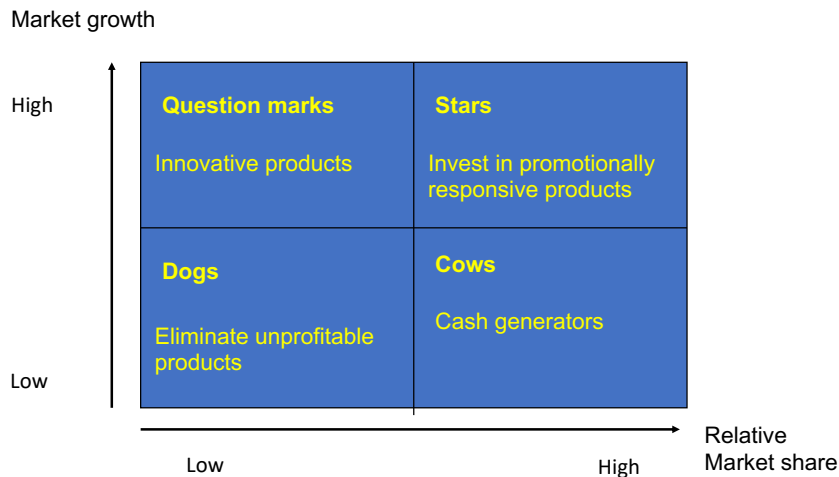 Market growth
High
Question marks
Innovative products
Stars
Invest in promotionally
responsive products
Dogs
Eliminate unprofitable
products
Cows
Cash generators
Low
Low
High
Relative
Market share